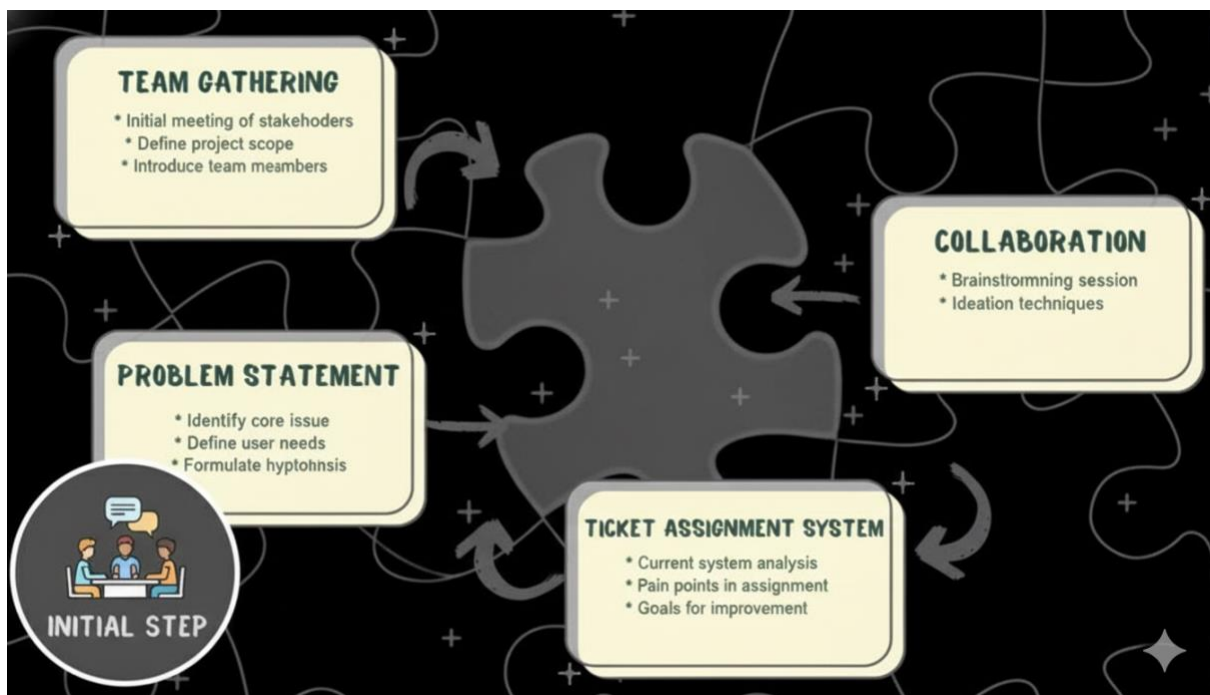 TEAM GATHERING
* Initial meeting of stakehoders
* Define project scope
* Introduce team meambers
COLLABORATION
* Brainstromnning session
* Ideation techniques
PROBLEM STATEMENT
* Identify core issue
* Define user needs
* Formulate hyptohnsis
TICKET ASSIGNMENT SYSTEM
* Current system analysis
* Pain points in assignment
* Goals for improvement
INITIAL STEP